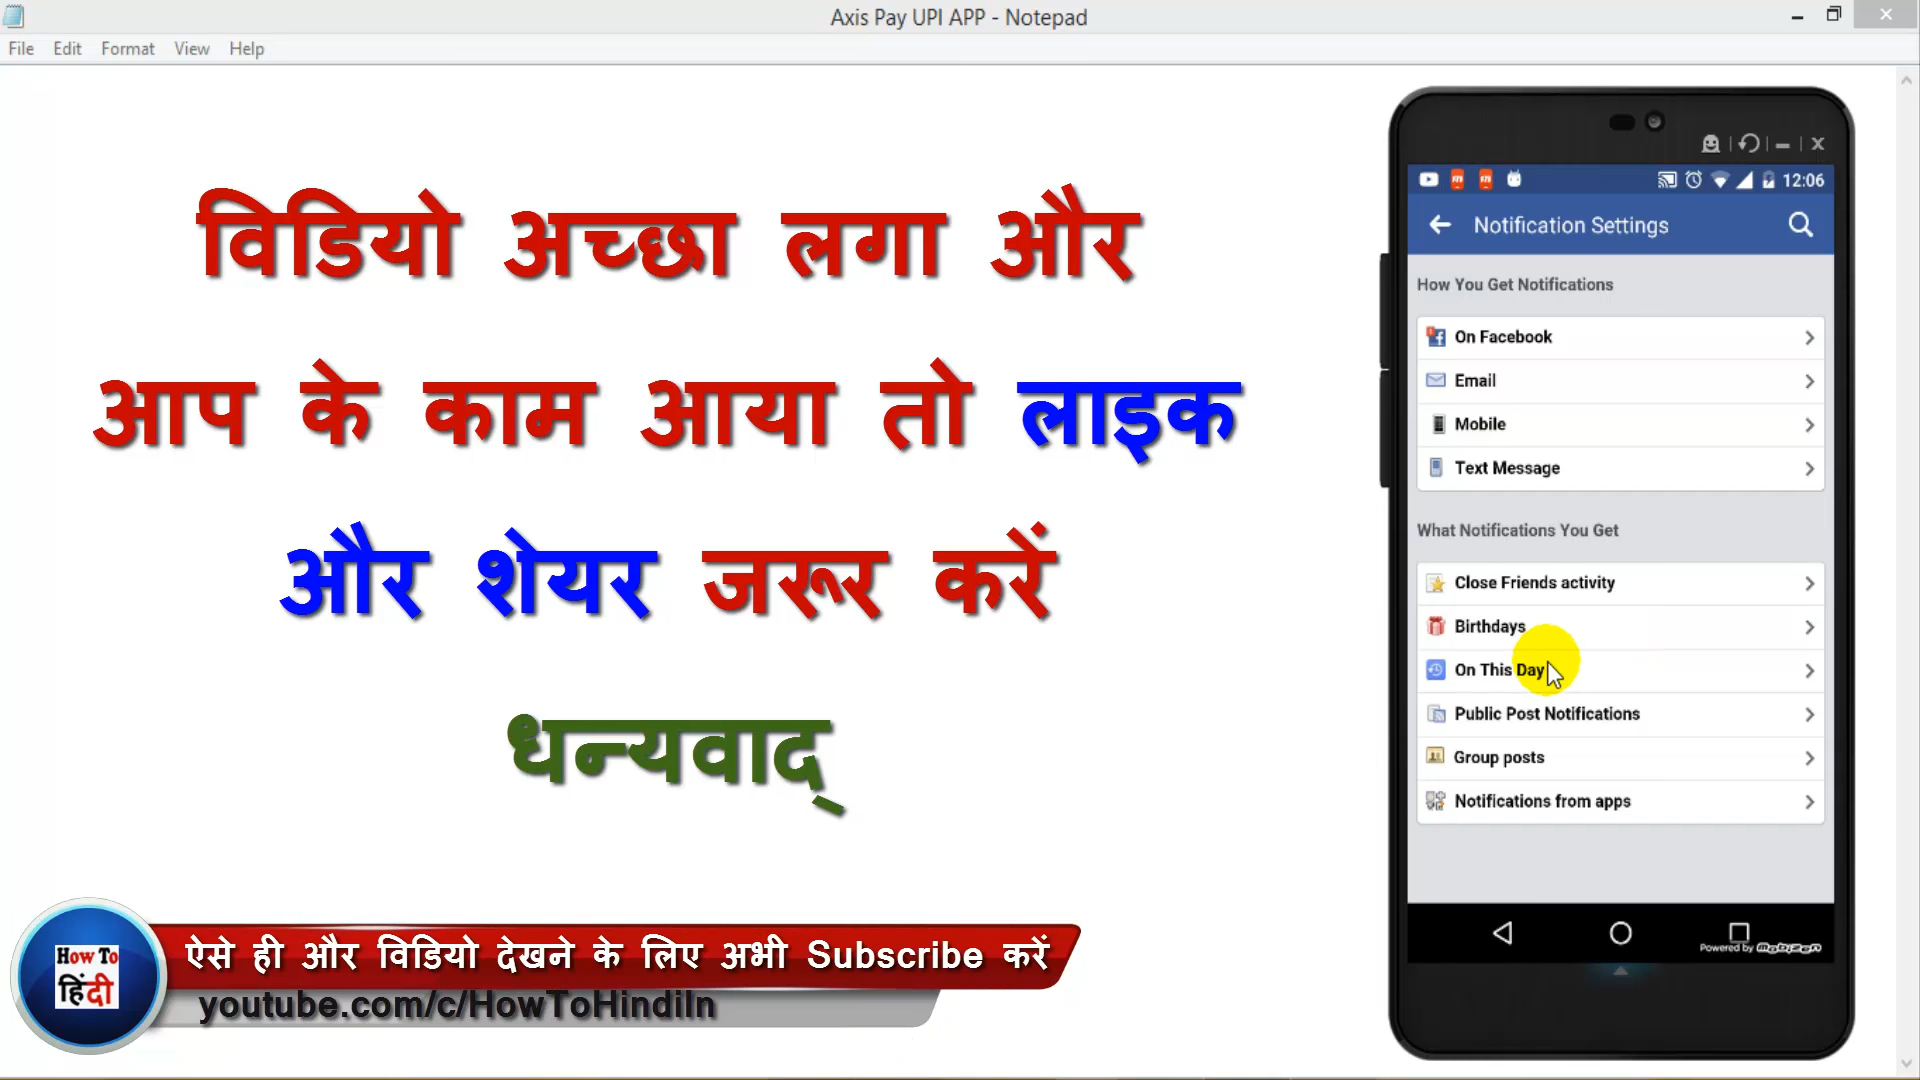 Axis Pay UPI APP - Notepad
File Edit Format View Help
विडियो अच्छा लगा और
आप के काम आया तो लाइक
और शेयर जरूर करें
धन्यवाद्
How To
हिंदी
ऐसे ही और विडियो देखने के लिए अभी Subscribe करें
youtube.com/c/HowToHindiIn
12:06
Notification Settings
How You Get Notifications
On Facebook
Email
Mobile
Text Message
What Notifications You Get
Close Friends activity
Birthdays
On This Day
Public Post Notifications
Group posts
Notifications from apps
Powered by Mobizen